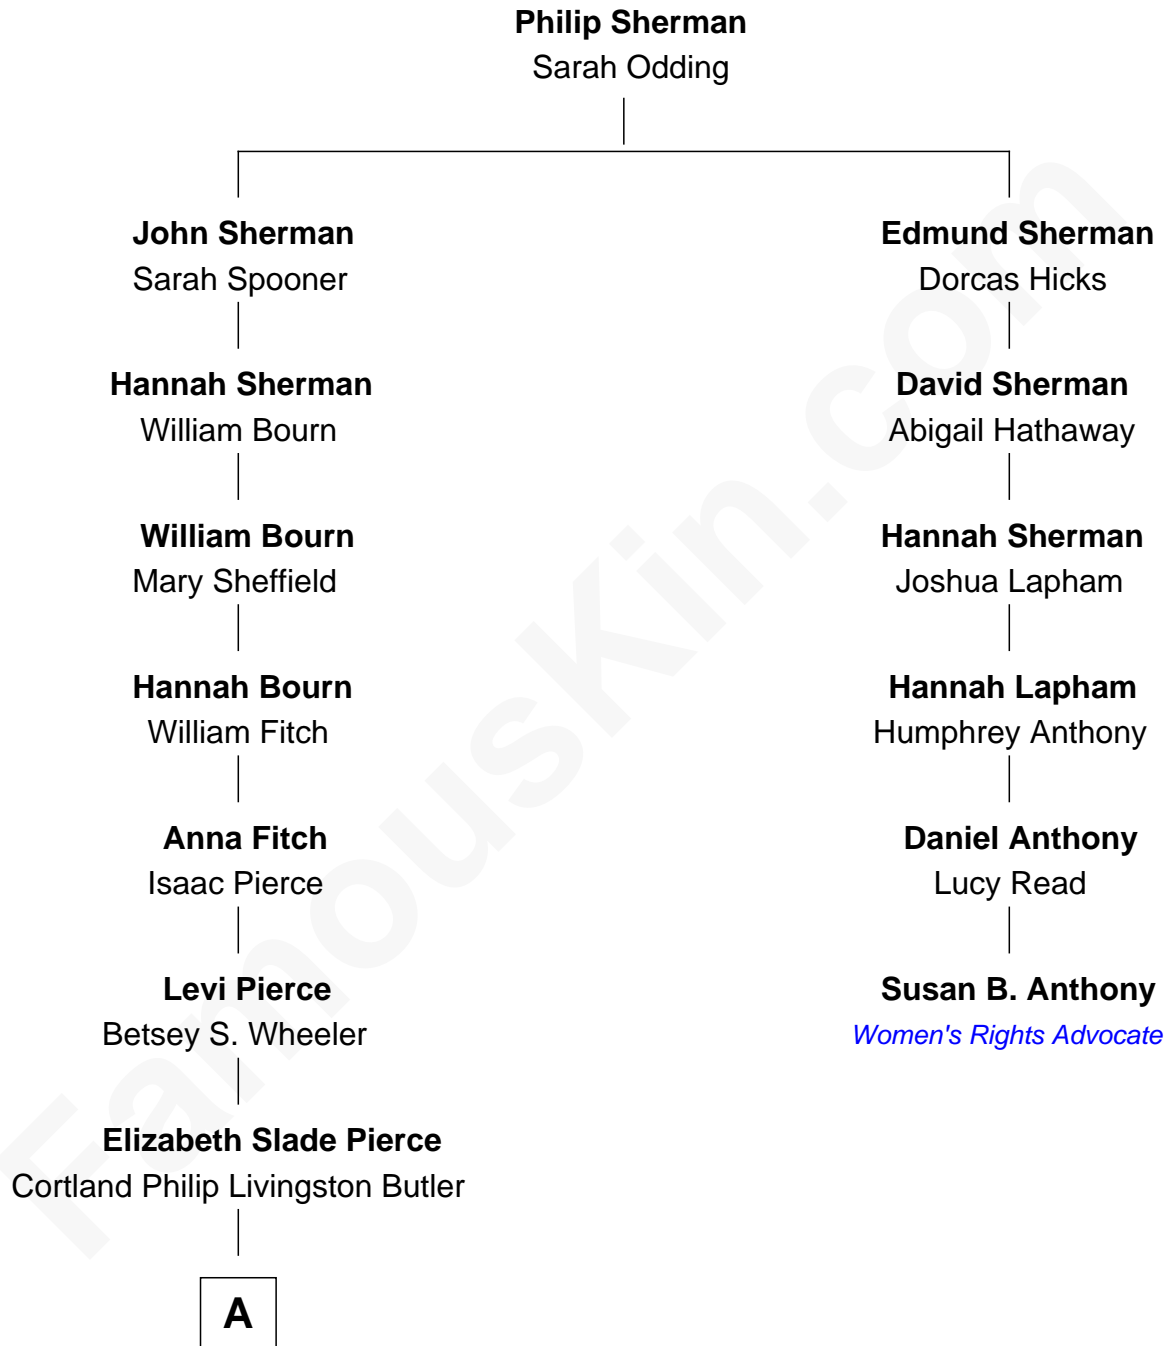 Philip Sherman
Sarah Odding
John Sherman
Sarah Spooner
Edmund Sherman
Dorcas Hicks
Hannah Sherman
William Bourn
David Sherman
Abigail Hathaway
William Bourn
Mary Sheffield
Hannah Sherman
Joshua Lapham
Hannah Bourn
William Fitch
Hannah Lapham
Humphrey Anthony
Anna Fitch
Isaac Pierce
Daniel Anthony
Lucy Read
Levi Pierce
Betsey S. Wheeler
Susan B. Anthony
Women's Rights Advocate
Elizabeth Slade Pierce
Cortland Philip Livingston Butler
A
FamousKin.com